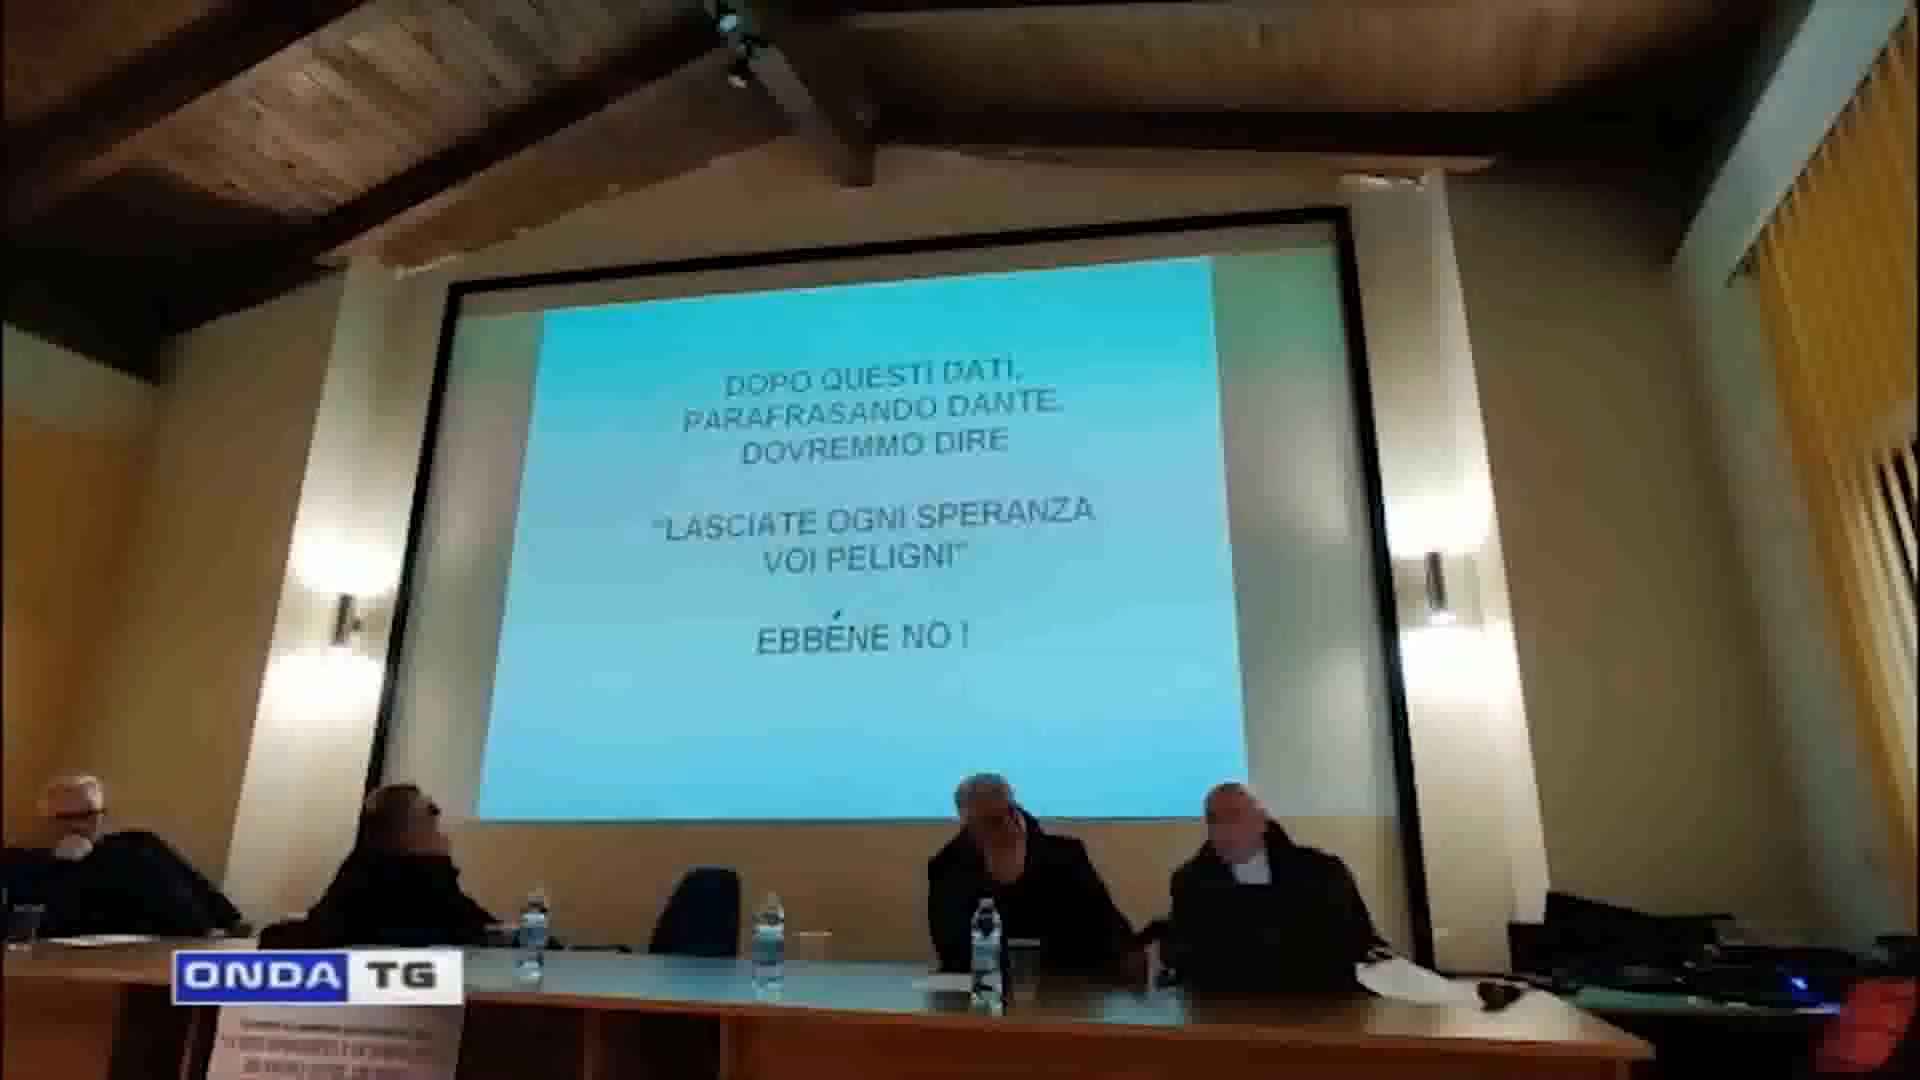 DOPO QUESTI DATI,
PARAFRASANDO DANTE,
DOVREMMO DIRE
"LASCIATE OGNI SPERANZA
VOI PELIGNI"
EBBÉNE NO !
ONDA TG